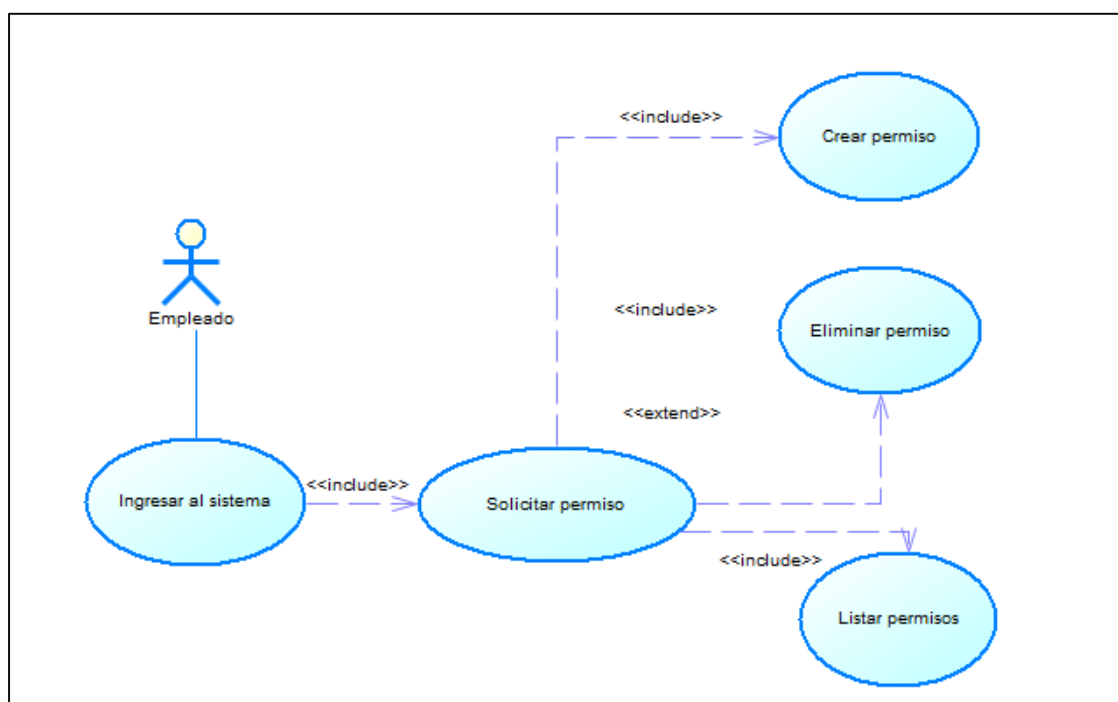 <<include>>
Crear permiso
Empleado
<<include>>
Eliminar permiso
<<extend>>
Ingresar al sistema
<<include>>
Solicitar permiso
<<include>>
Listar permisos